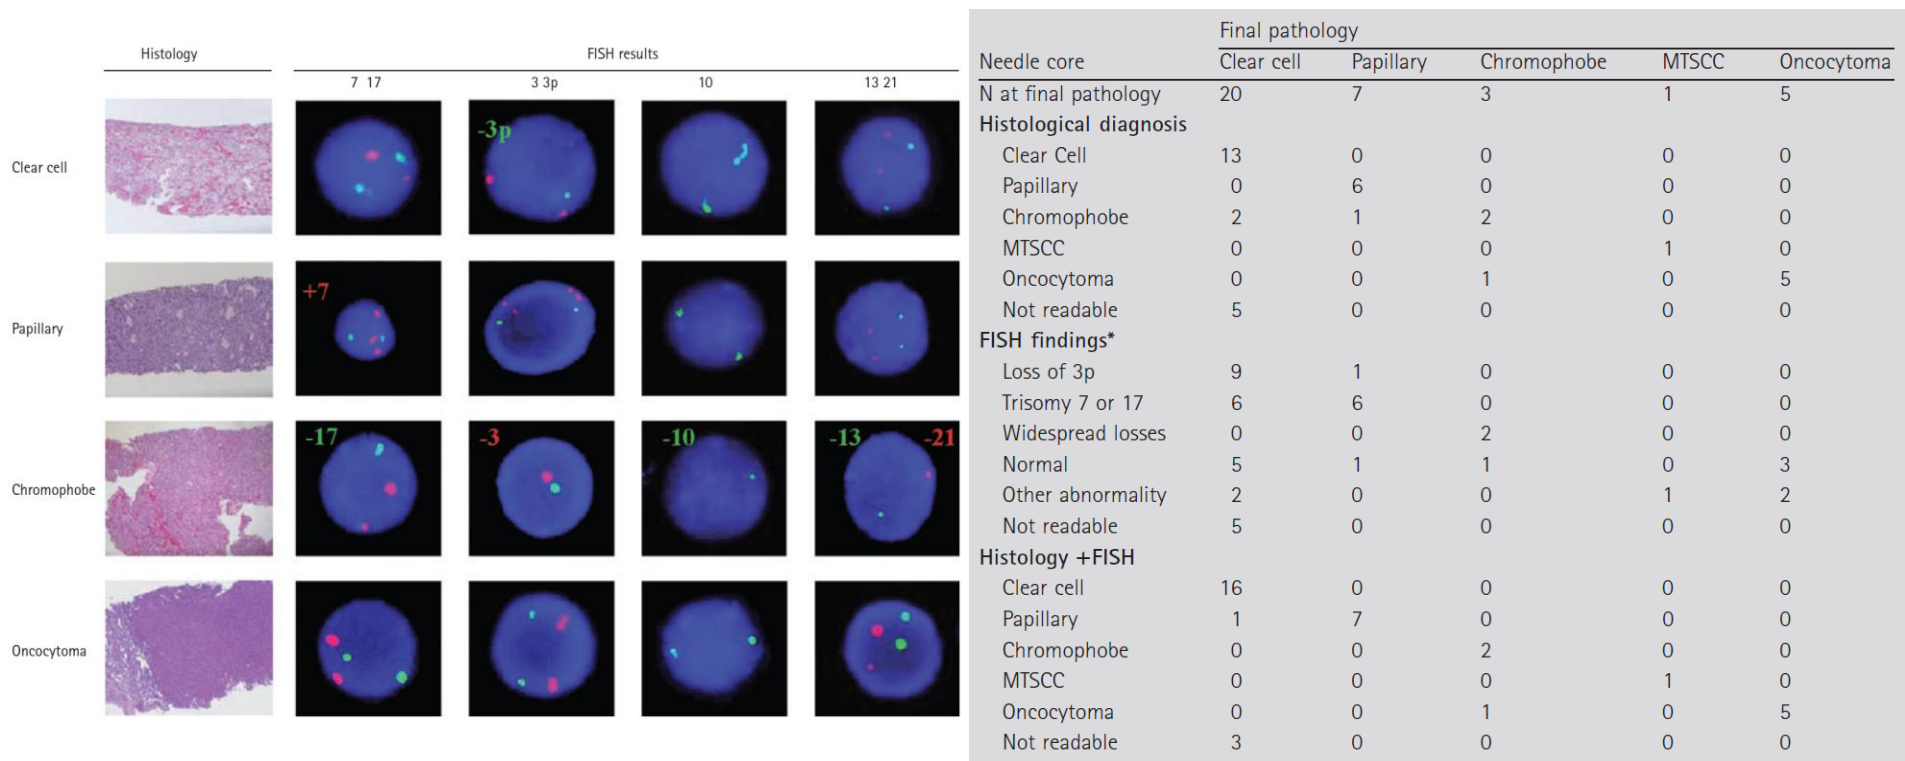 Histology FISH results
7 17 3 3p 10 13 21
Clear cell
-3p
Papillary
+7
Chromophobe
-17 -3 -10 -13 -21
Oncocytoma
Final pathology
Needle core Clear cell Papillary Chromophobe MTSCC Oncocytoma
N at final pathology 20 7 3 1 5
Histological diagnosis
Clear Cell 13 0 0 0 0
Papillary 0 6 0 0 0
Chromophobe 2 1 2 0 0
MTSCC 0 0 0 1 0
Oncocytoma 0 0 1 0 5
Not readable 5 0 0 0 0
FISH findings*
Loss of 3p 9 1 0 0 0
Trisomy 7 or 17 6 6 0 0 0
Widespread losses 0 0 2 0 0
Normal 5 1 1 0 3
Other abnormality 2 0 0 1 2
Not readable 5 0 0 0 0
Histology +FISH
Clear cell 16 0 0 0 0
Papillary 1 7 0 0 0
Chromophobe 0 0 2 0 0
MTSCC 0 0 0 1 0
Oncocytoma 0 0 1 0 5
Not readable 3 0 0 0 0